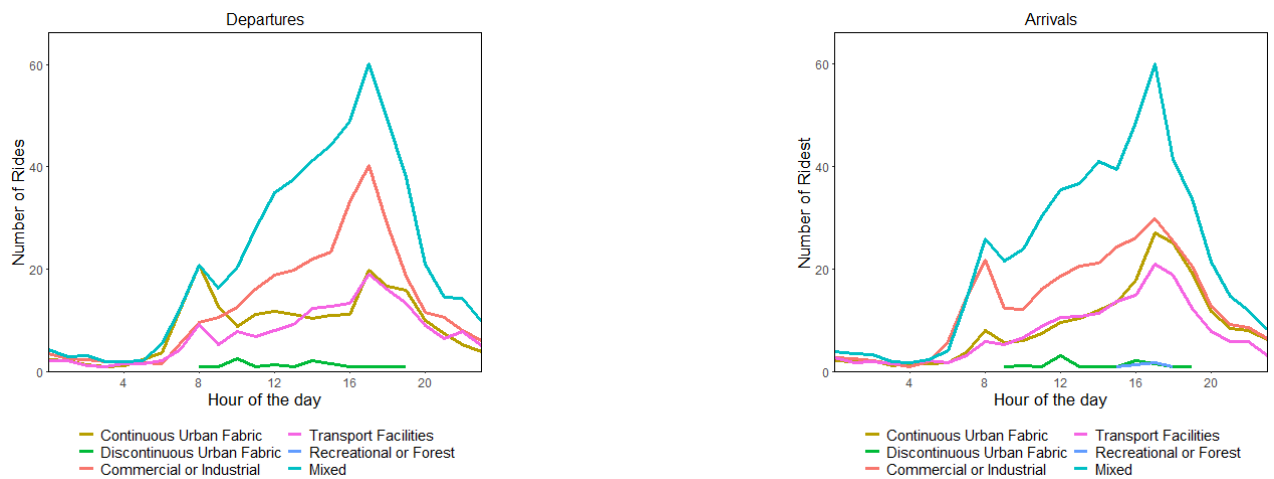 Departures
Number of Rides
60
40
20
0
4 8 12 16 20
Hour of the day
Continuous Urban Fabric Transport Facilities
Discontinuous Urban Fabric Recreational or Forest
Commercial or Industrial Mixed
Arrivals
Number of Ridest
60
40
20
0
4 8 12 16 20
Hour of the day
Continuous Urban Fabric Transport Facilities
Discontinuous Urban Fabric Recreational or Forest
Commercial or Industrial Mixed